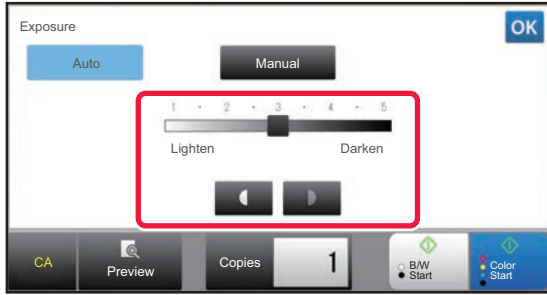 Exposure
OK
Auto
Manual
1 · 2 · 3 · 4 · 5
Lighten
Darken
CA
Preview
Copies
1
B/W
Start
Color
Start